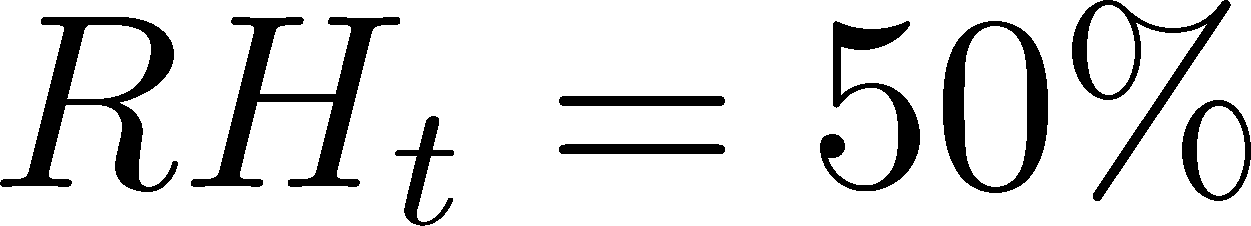 $RH_t = 50\%$